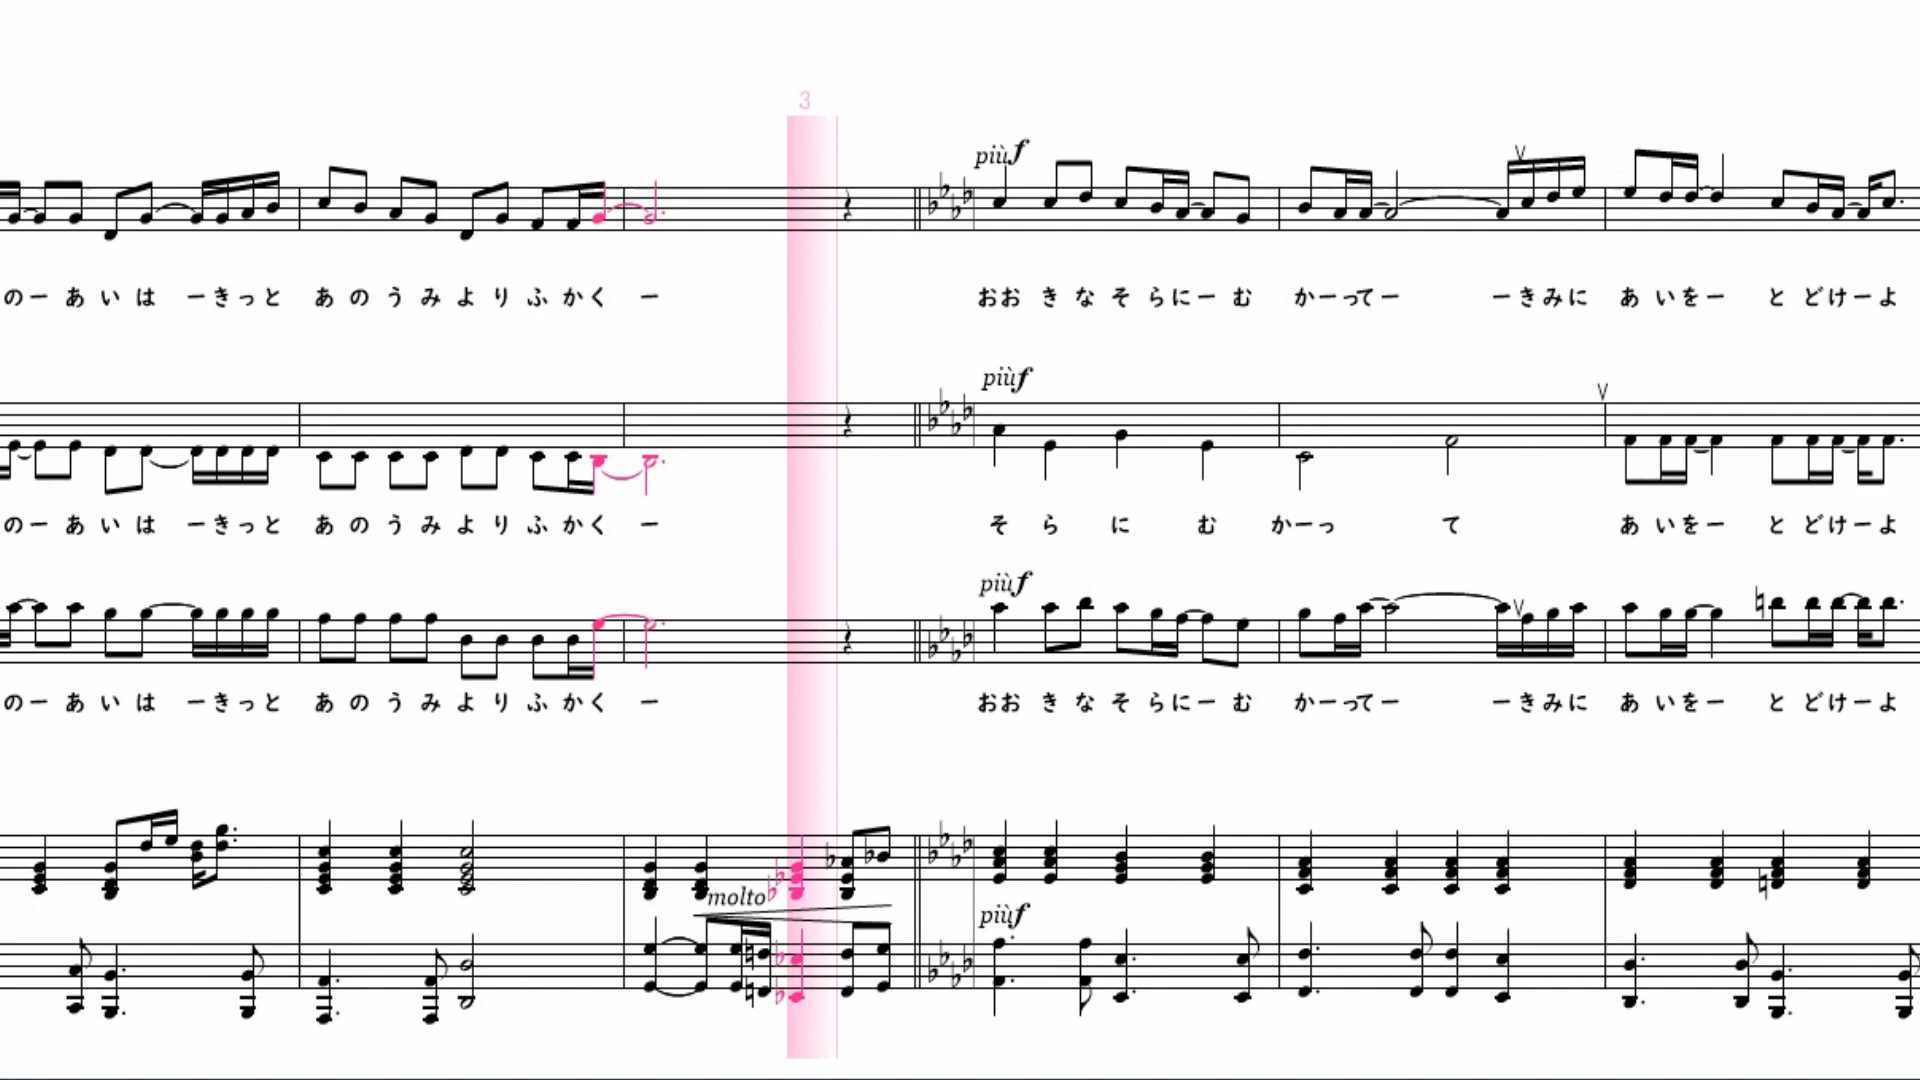 3
più f
のー あ い は ーきっと あ の う み よ り ふ か く ー おお き な そ らにー む かーってー ーきみに あ いをー と どけーよ
più f
のー あ い は ーきっと あ の う み よ り ふ か く ー そ ら に む かーっ て あ いをー と どけーよ
più f
のー あ い は ーきっと あ の う み よ り ふ か く ー おお き な そ らにー む かーってー ーきみに あ いをー と どけーよ
molto
più f